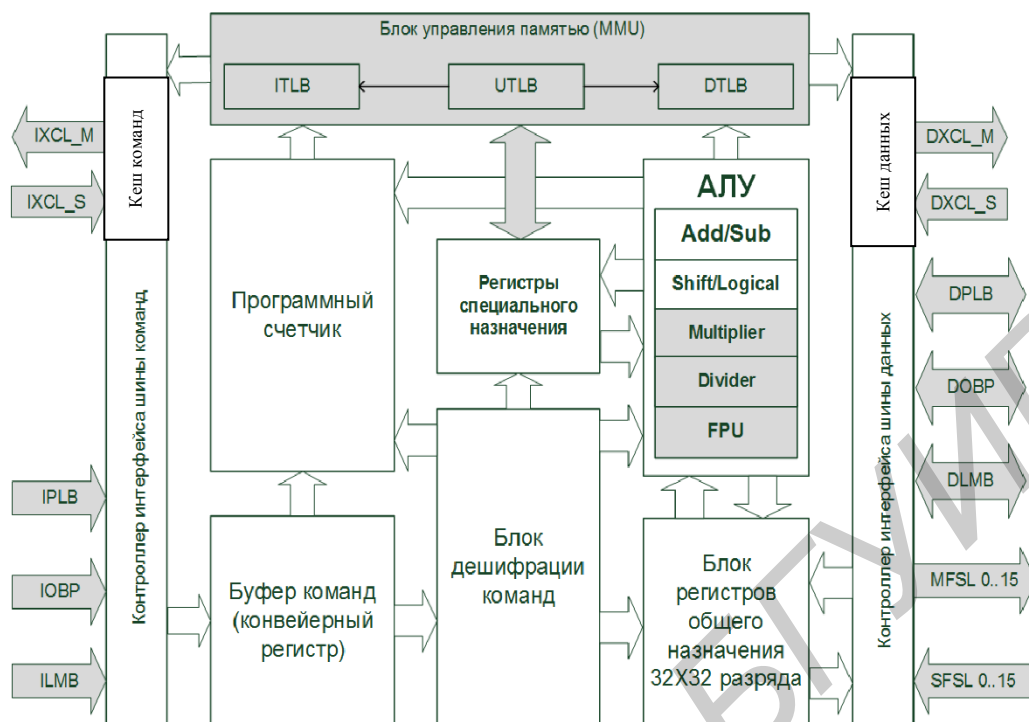 Блок управления памятью (MMU)
ITLB
UTLB
DTLB
IXCL_M
IXCL_S
Кеш команд
Контроллер интерфейса шины команд,
Программный
счетчик
Регистры
специального
назначения
АЛУ
Add/Sub
Shift/Logical
Multiplier
Divider
FPU
Кеш данных
Контроллер интерфейса шины данных
DXCL_M
DXCL_S
DPLB
DOBP
DLMB
MFSL 0..15
SFSL 0..15
IPLB
IOBP
ILMB
Буфер команд
(конвейерный
регистр)
Блок
дешифрации
команд
Блок
регистров
общего
назначения
32X32 разряда